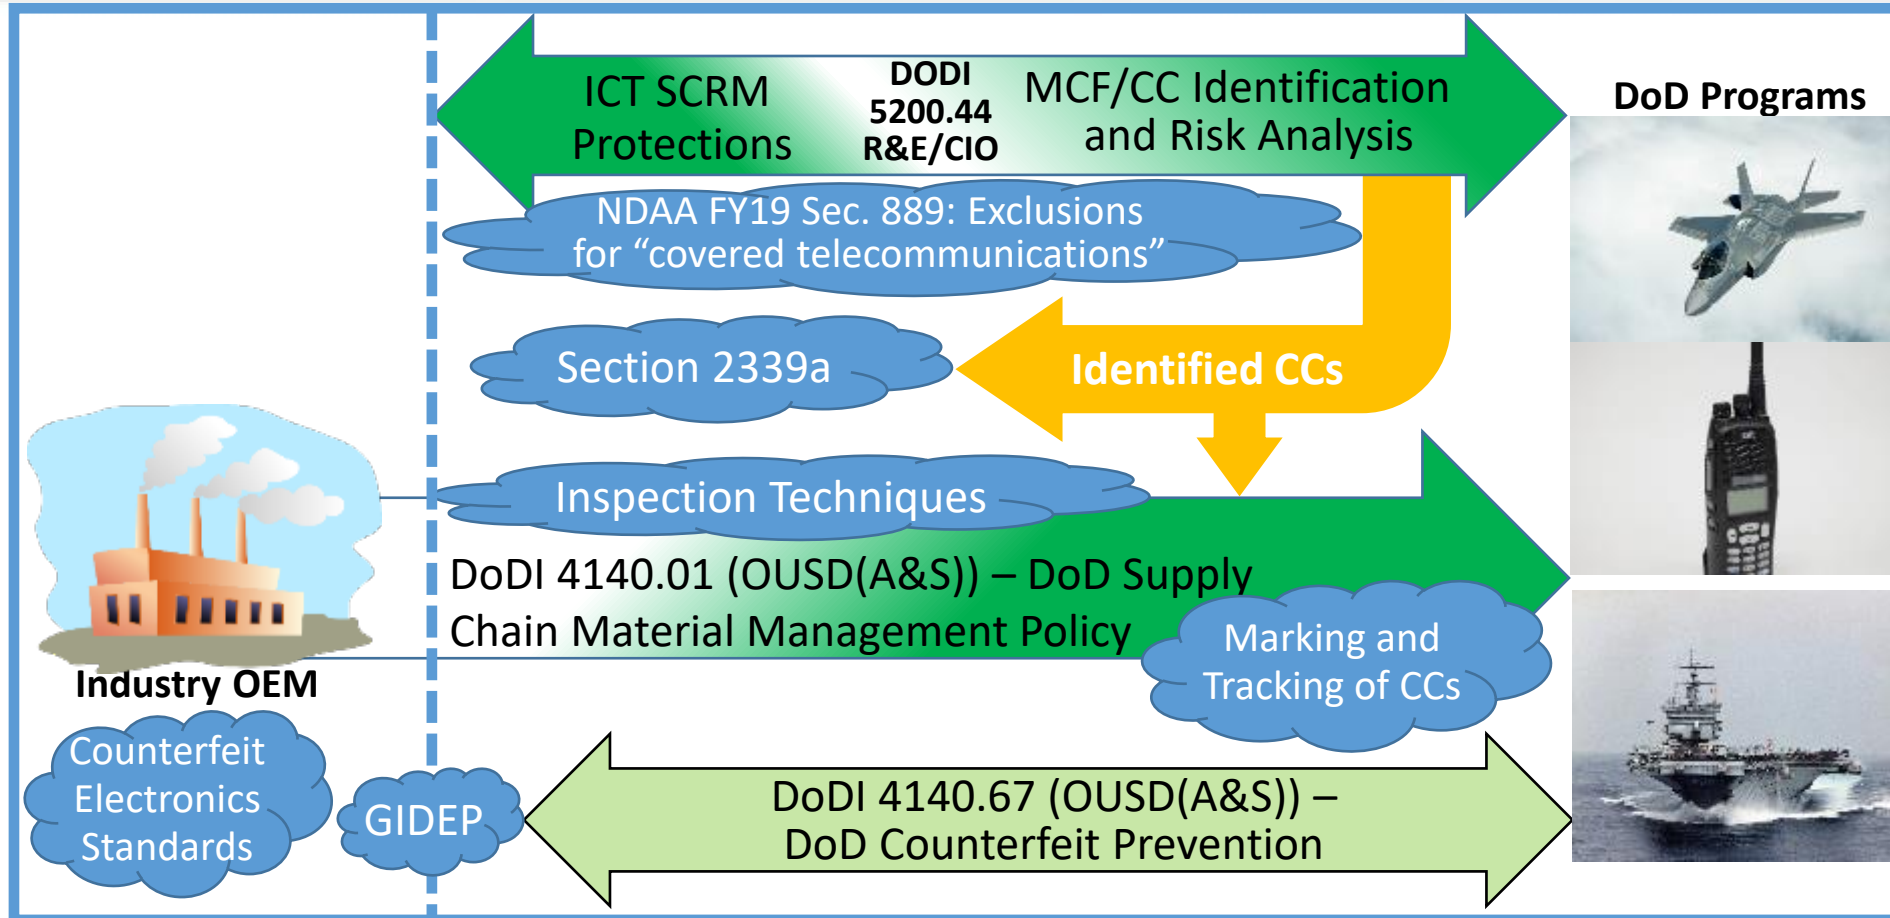 ICT SCRM
Protections
DODI
5200.44
R&E/CIO
MCF/CC Identification
and Risk Analysis
DoD Programs
NDAA FY19 Sec. 889: Exclusions
for “covered telecommunications”
Section 2339a
Identified CCs
Inspection Techniques
DoDI 4140.01 (OUSD(A&S)) – DoD Supply
Chain Material Management Policy
Marking and
Tracking of CCs
Industry OEM
Counterfeit
Electronics
Standards
GIDEP
DoDI 4140.67 (OUSD(A&S)) –
DoD Counterfeit Prevention